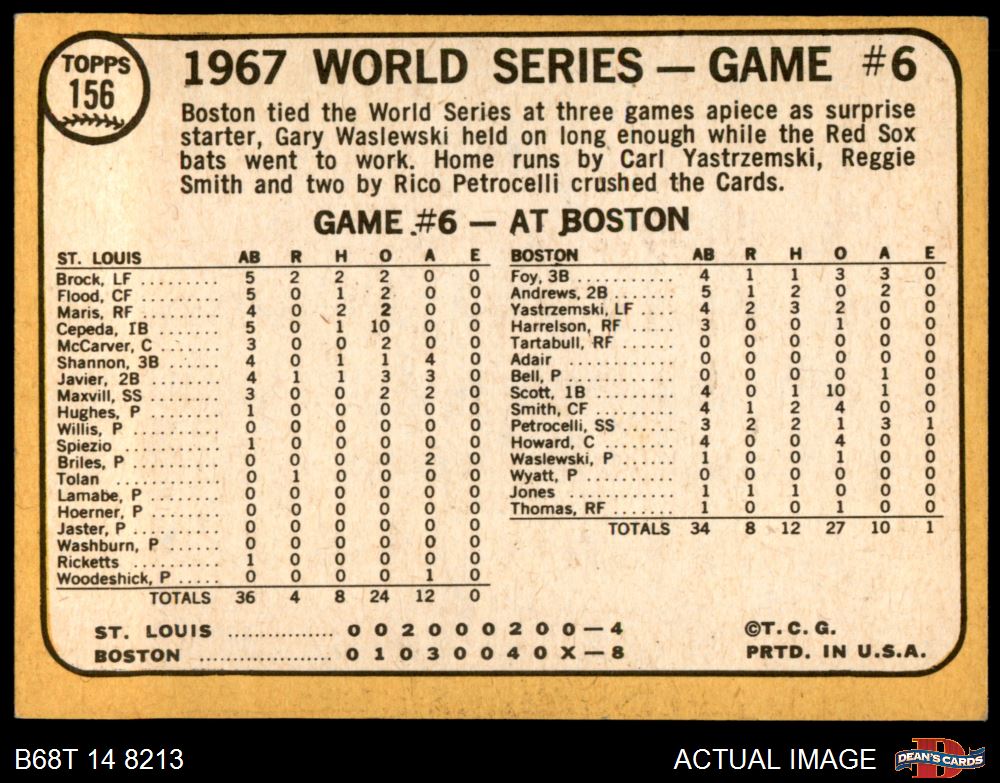 TOPPS
156
1967 WORLD SERIES — GAME #6
Boston tied the World Series at three games apiece as surprise
starter, Gary Waslewski held on long enough while the Red Sox
bats went to work. Home runs by Carl Yastrzemski, Reggie
Smith and two by Rico Petrocelli crushed the Cards.
GAME #6 — AT BOSTON
ST. LOUIS AB R H O A E
Brock, LF ......... 5 2 2 2 0 0
Flood, CF ......... 5 0 1 2 0 0
Maris, RF ......... 4 0 2 2 0 0
Cepeda, 1B ........ 5 0 1 10 0 0
McCarver, C ....... 3 0 0 2 0 0
Shannon, 3B ....... 4 0 1 1 4 0
Javier, 2B ........ 4 1 1 3 3 0
Maxvill, SS ....... 3 0 0 2 2 0
Hughes, P ......... 1 0 0 0 0 0
Willis, P ......... 0 0 0 0 0 0
Spiezio ........... 1 0 0 0 0 0
Briles, P ......... 0 0 0 0 2 0
Tolan ............. 0 1 0 0 0 0
Lamabe, P ......... 0 0 0 0 0 0
Hoerner, P ........ 0 0 0 0 0 0
Jaster, P ......... 0 0 0 0 0 0
Washburn, P ...... 0 0 0 0 0 0
Ricketts .......... 1 0 0 0 0 0
Woodeshick, P ..... 0 0 0 0 1 0
TOTALS 36 4 8 24 12 0
BOSTON AB R H O A E
Foy, 3B ........... 4 1 1 3 3 0
Andrews, 2B ....... 5 1 2 0 2 0
Yastrzemski, LF .... 4 2 3 2 0 0
Harrelson, RF ..... 3 0 0 1 0 0
Tartabull, RF ..... 0 0 0 0 0 0
Adair ............. 0 0 0 0 0 0
Bell, P ........... 0 0 0 0 1 0
Scott, 1B ......... 4 0 1 10 1 0
Smith, CF ......... 4 1 2 4 0 0
Petrocelli, SS ...... 3 2 2 1 3 1
Howard, C ......... 4 0 0 4 0 0
Waslewski, P ...... 1 0 0 1 0 0
Wyatt, P .......... 0 0 0 0 0 0
Jones ............. 1 1 1 0 0 0
Thomas, RF ........ 1 0 0 1 0 0
TOTALS 34 8 12 27 10 1
ST. LOUIS ................ 0 0 2 0 0 0 2 0 0 — 4
BOSTON .................... 0 1 0 3 0 0 4 0 X — 8
©T. C. G.
PRTD. IN U.S.A.
B68T 14 8213
ACTUAL IMAGE
DEAN'S CARDS